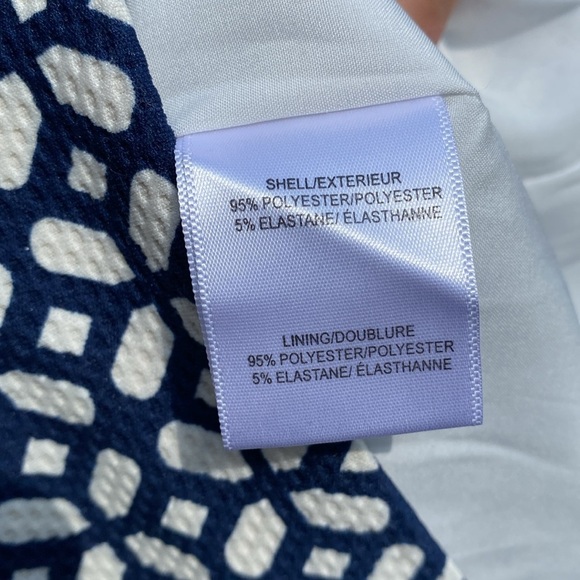 SHELL/EXTERIEUR
95% POLYESTER/POLYESTER
5% ELASTANE/ ÉLASTHANNE
LINING/DOUBLURE
95% POLYESTER/POLYESTER
5% ELASTANE/ ÉLASTHANNE